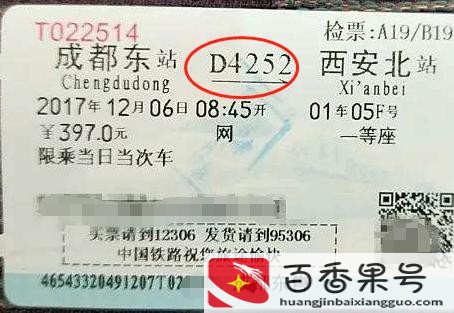 T022514 检票:A19/B19
成都东站 D4252 西安北站
Chengdudong Xi'anbei
2017年12月06日08:45开 01车05F号
￥397.0元 网 一等座
限乘当日当次车
买票请到12306 发货请到95306
中国铁路祝您旅途愉快
46543320491207T02
百香果号
huangjinbaixiangguo.com